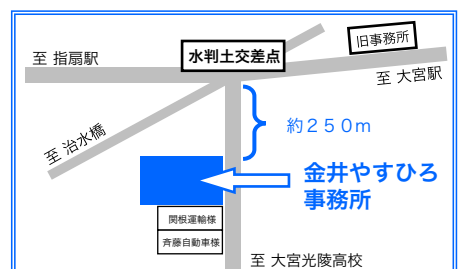 旧事務所
至 指扇駅
水判土交差点
至 大宮駅
約２５０ｍ
至 治水橋
金井やすひろ
事務所
関根運輸様
斉藤自動車様
至 大宮光陵高校